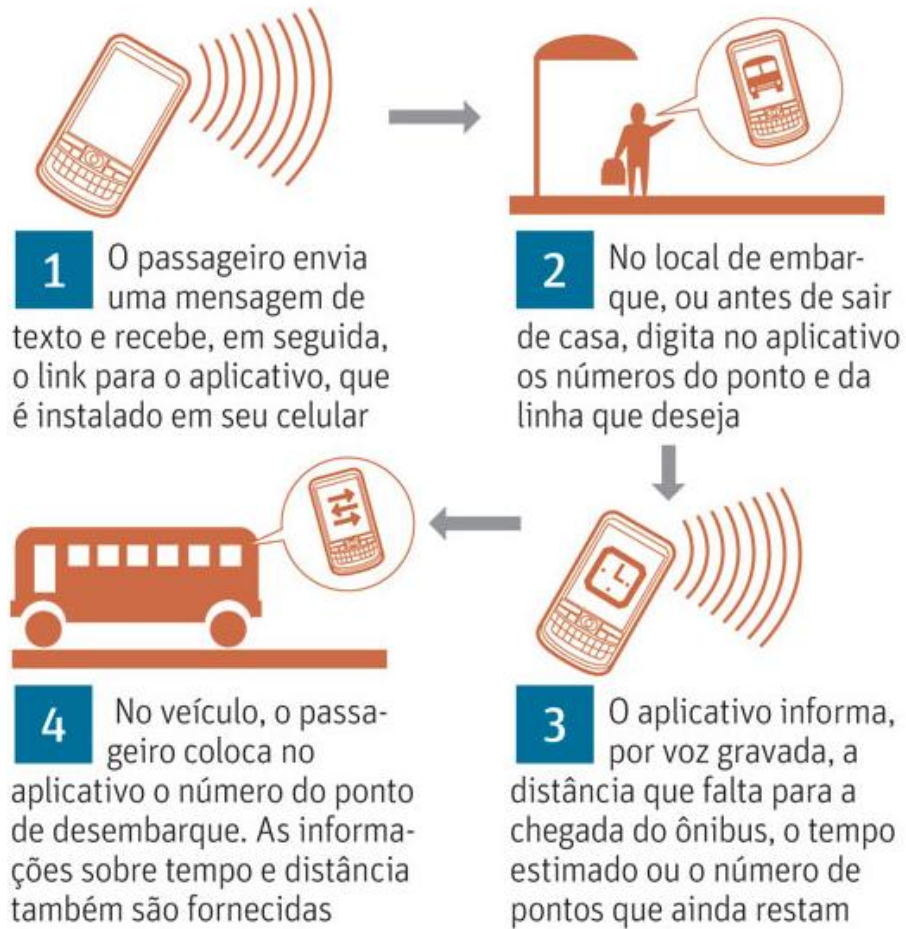 1 O passageiro envia
uma mensagem de
texto e recebe, em seguida,
o link para o aplicativo, que
é instalado em seu celular
2 No local de embar-
que, ou antes de sair
de casa, digita no aplicativo
os números do ponto e da
linha que deseja
3 O aplicativo informa,
por voz gravada, a
distância que falta para a
chegada do ônibus, o tempo
estimado ou o número de
pontos que ainda restam
4 No veículo, o passa-
geiro coloca no
aplicativo o número do ponto
de desembarque. As informa-
ções sobre tempo e distância
também são fornecidas